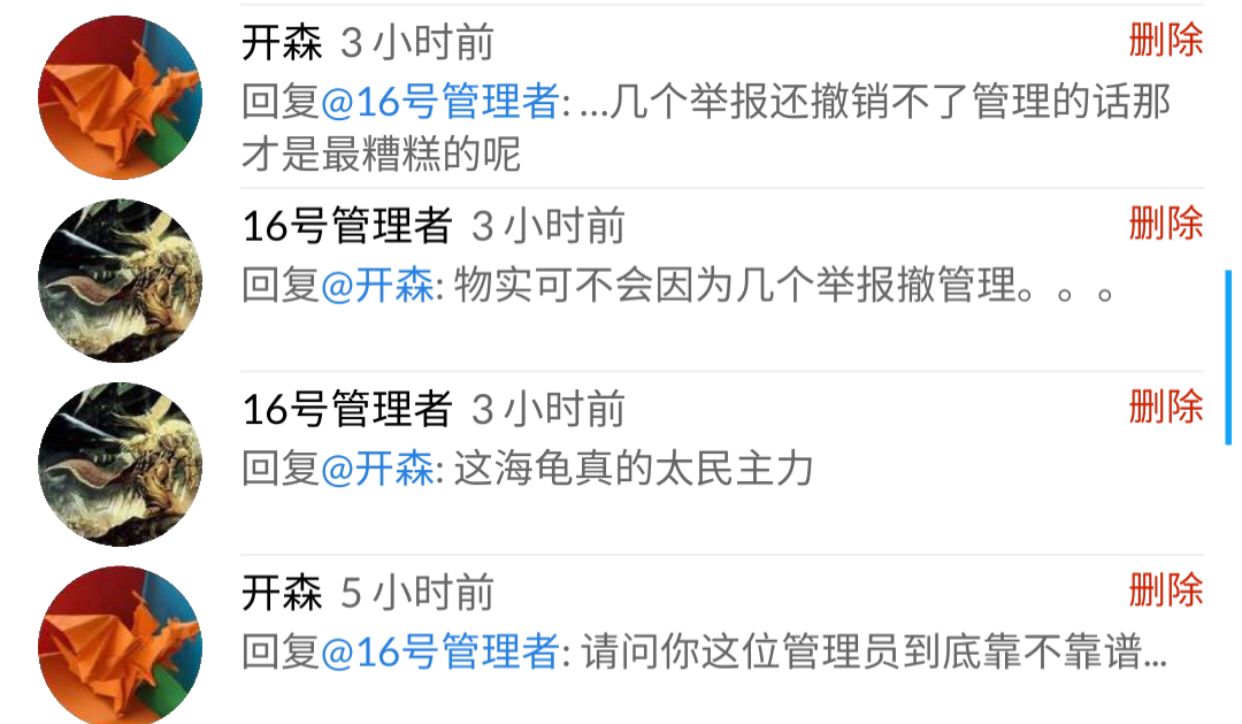 开森 3 小时前 删除
回复@16号管理者: ...几个举报还撤销不了管理的话那
才是最糟糕的呢
16号管理者 3 小时前 删除
回复@开森: 物实可不会因为几个举报撤管理。。。
16号管理者 3 小时前 删除
回复@开森: 这海龟真的太民主力
开森 5 小时前 删除
回复@16号管理者: 请问你这位管理员到底靠不靠谱...